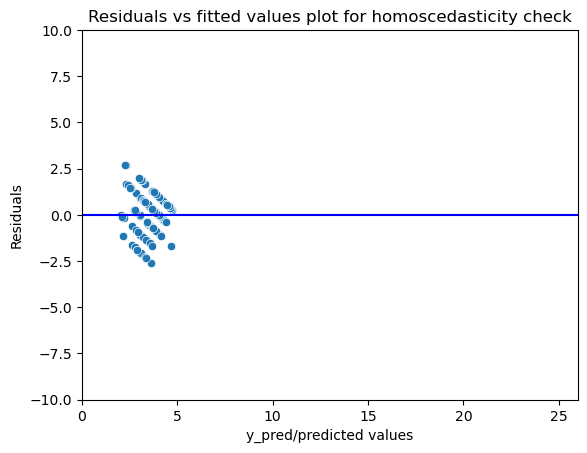 Residuals vs fitted values plot for homoscedasticity check
10.0
7.5
5.0
2.5
0.0
−2.5
−5.0
−7.5
−10.0
Residuals
0 5 10 15 20 25
y_pred/predicted values